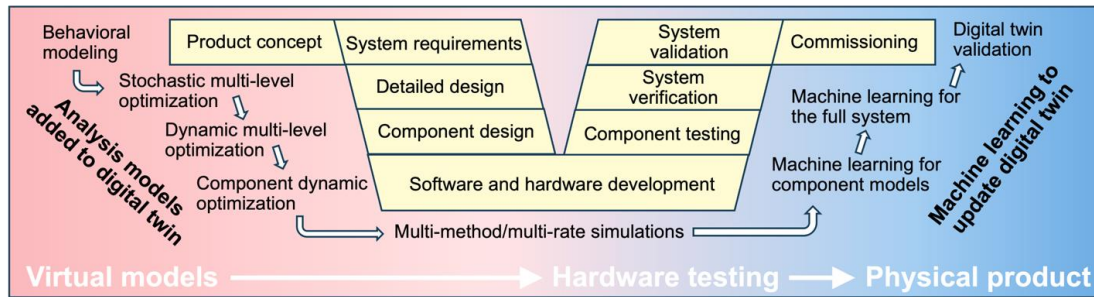 Behavioral
modeling
Product concept
System requirements
System
validation
Commissioning
Digital twin
validation
Stochastic multi-level
optimization
Detailed design
System
verification
Machine learning for
the full system
Dynamic multi-level
optimization
Component design
Component testing
Machine learning for
component models
Component dynamic
optimization
Software and hardware development
Multi-method/multi-rate simulations
Analysis models
added to digital twin
Machine learning to
update digital twin
Virtual models
Hardware testing
Physical product